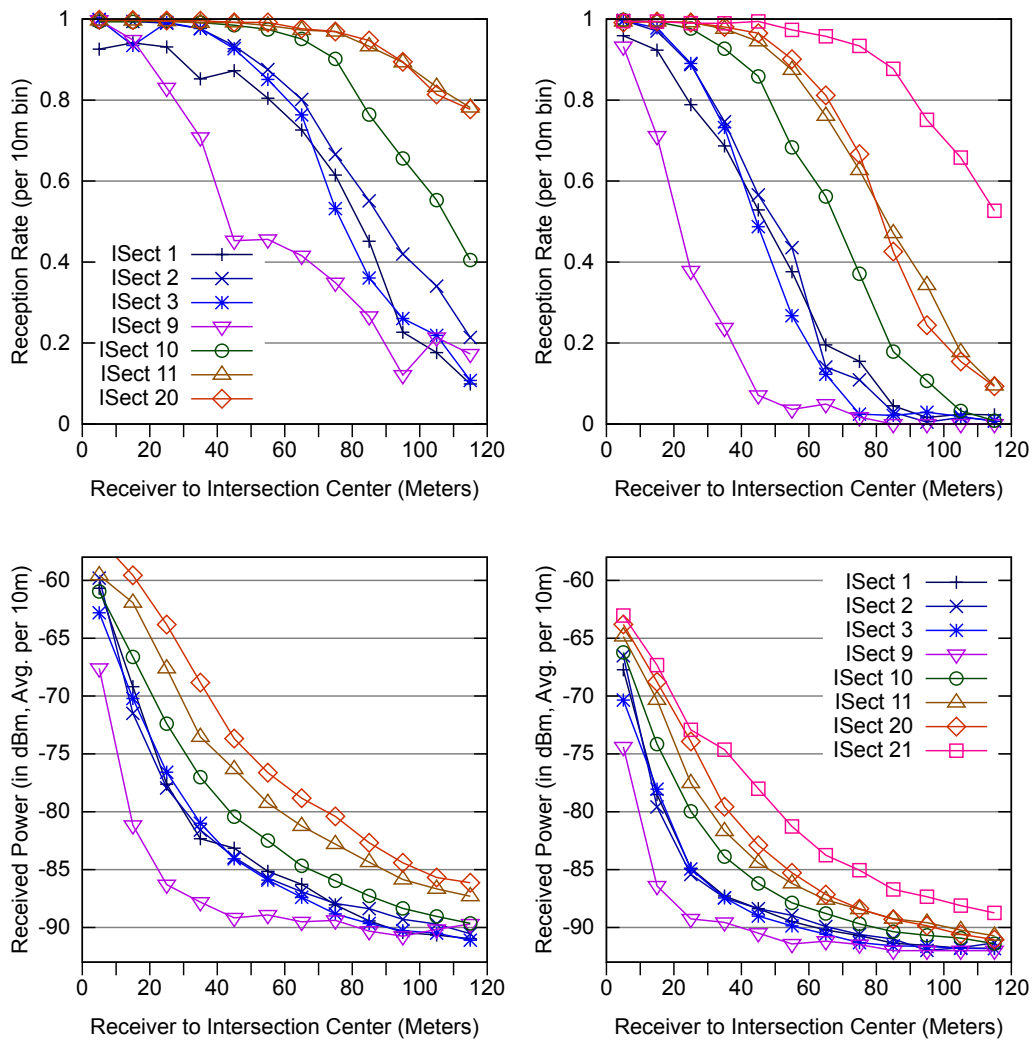 Reception Rate (per 10m bin)
1
0.8
0.6
0.4
0.2
0
ISect 1
ISect 2
ISect 3
ISect 9
ISect 10
ISect 11
ISect 20
0 20 40 60 80 100 120
Receiver to Intersection Center (Meters)
Reception Rate (per 10m bin)
1
0.8
0.6
0.4
0.2
0
0 20 40 60 80 100 120
Receiver to Intersection Center (Meters)
Received Power (in dBm, Avg. per 10m)
-60
-65
-70
-75
-80
-85
-90
0 20 40 60 80 100 120
Receiver to Intersection Center (Meters)
Received Power (in dBm, Avg. per 10m)
-60
-65
-70
-75
-80
-85
-90
ISect 1
ISect 2
ISect 3
ISect 9
ISect 10
ISect 11
ISect 20
ISect 21
0 20 40 60 80 100 120
Receiver to Intersection Center (Meters)